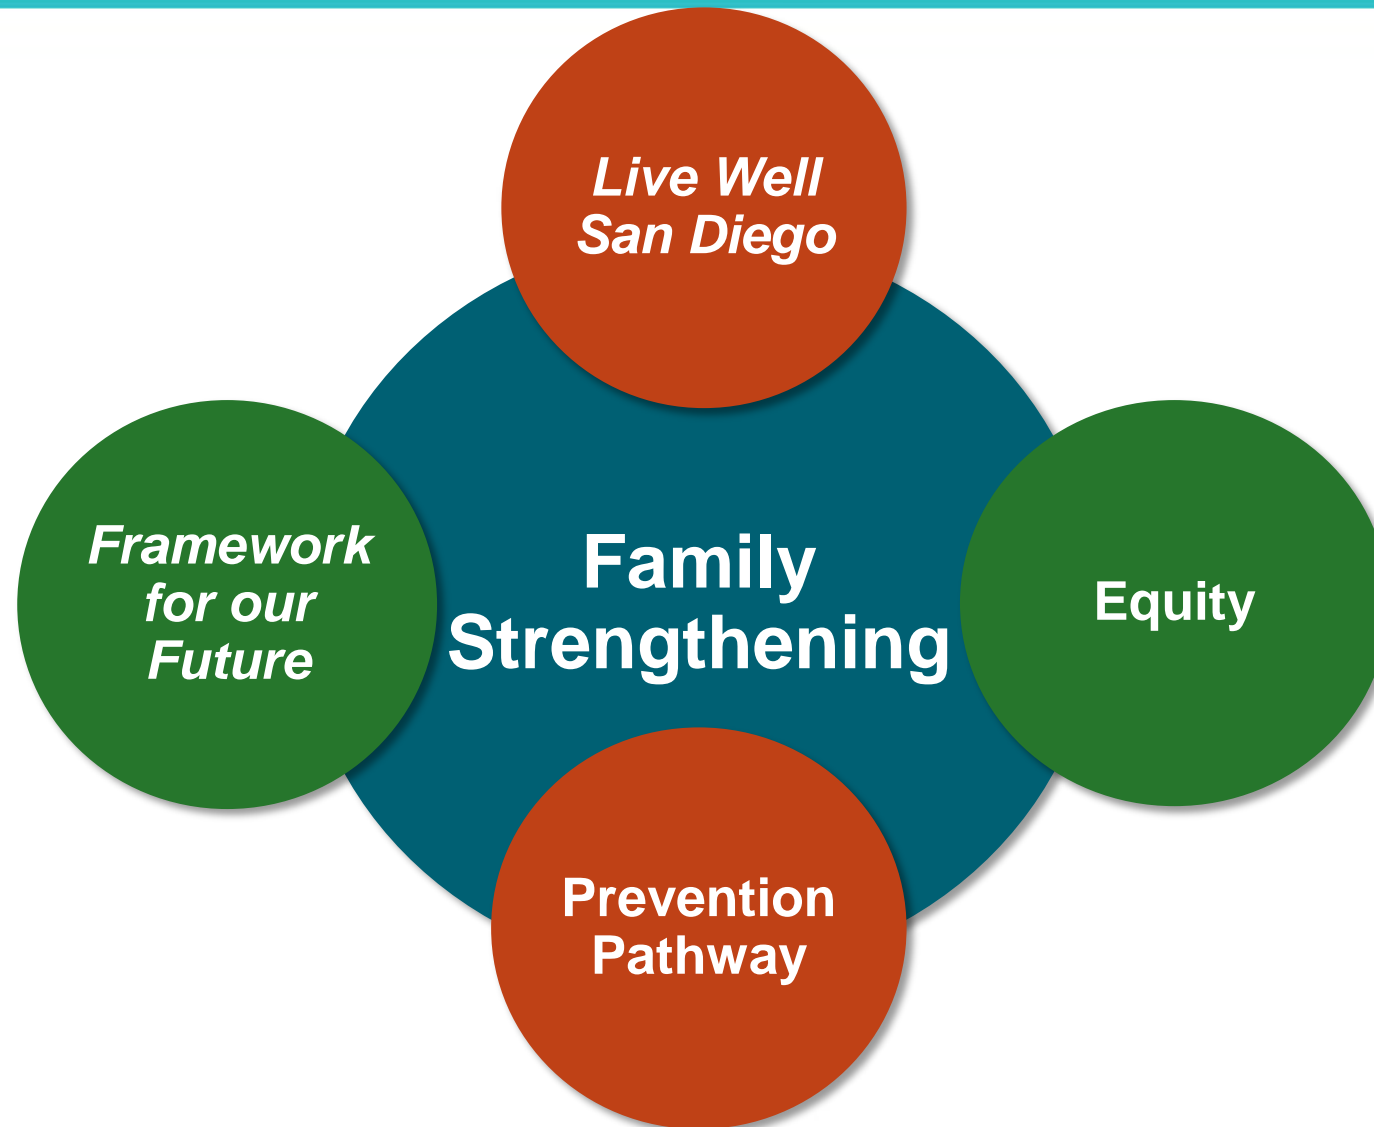 Live Well
San Diego
Framework
for our
Future
Family
Strengthening
Equity
Prevention
Pathway